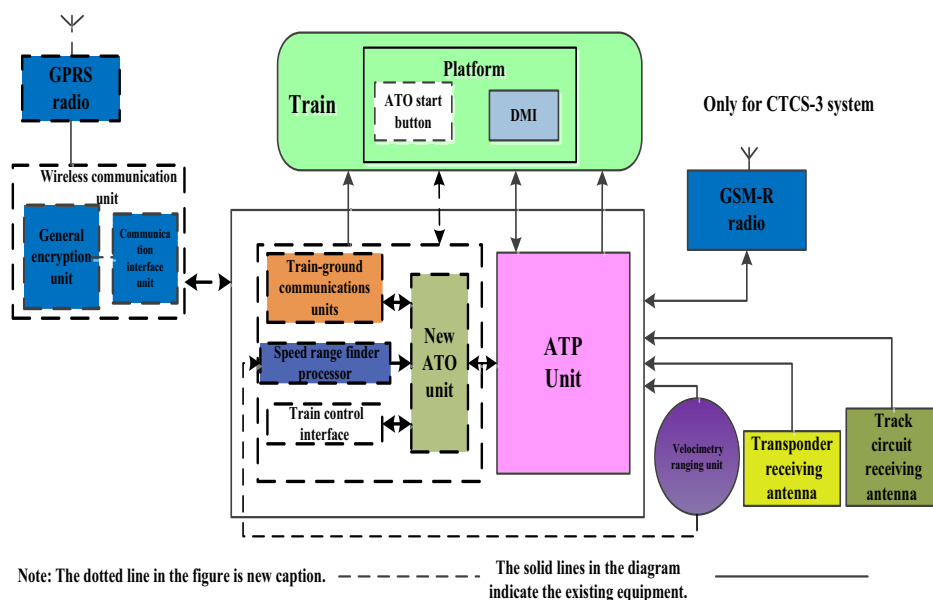 GPRS
radio
Wireless communication
unit
General
encryption
unit
Communica
tion
interface
unit
Platform
Train
ATO start
button
DMI
Only for CTCS-3 system
GSM-R
radio
Train-ground
communications
units
Speed range finder
processor
Train control
interface
New
ATO
unit
ATP
Unit
Velocimetry
ranging unit
Transponder
receiving
antenna
Track
circuit
receiving
antenna
Note: The dotted line in the figure is new caption.
The solid lines in the diagram
indicate the existing equipment.